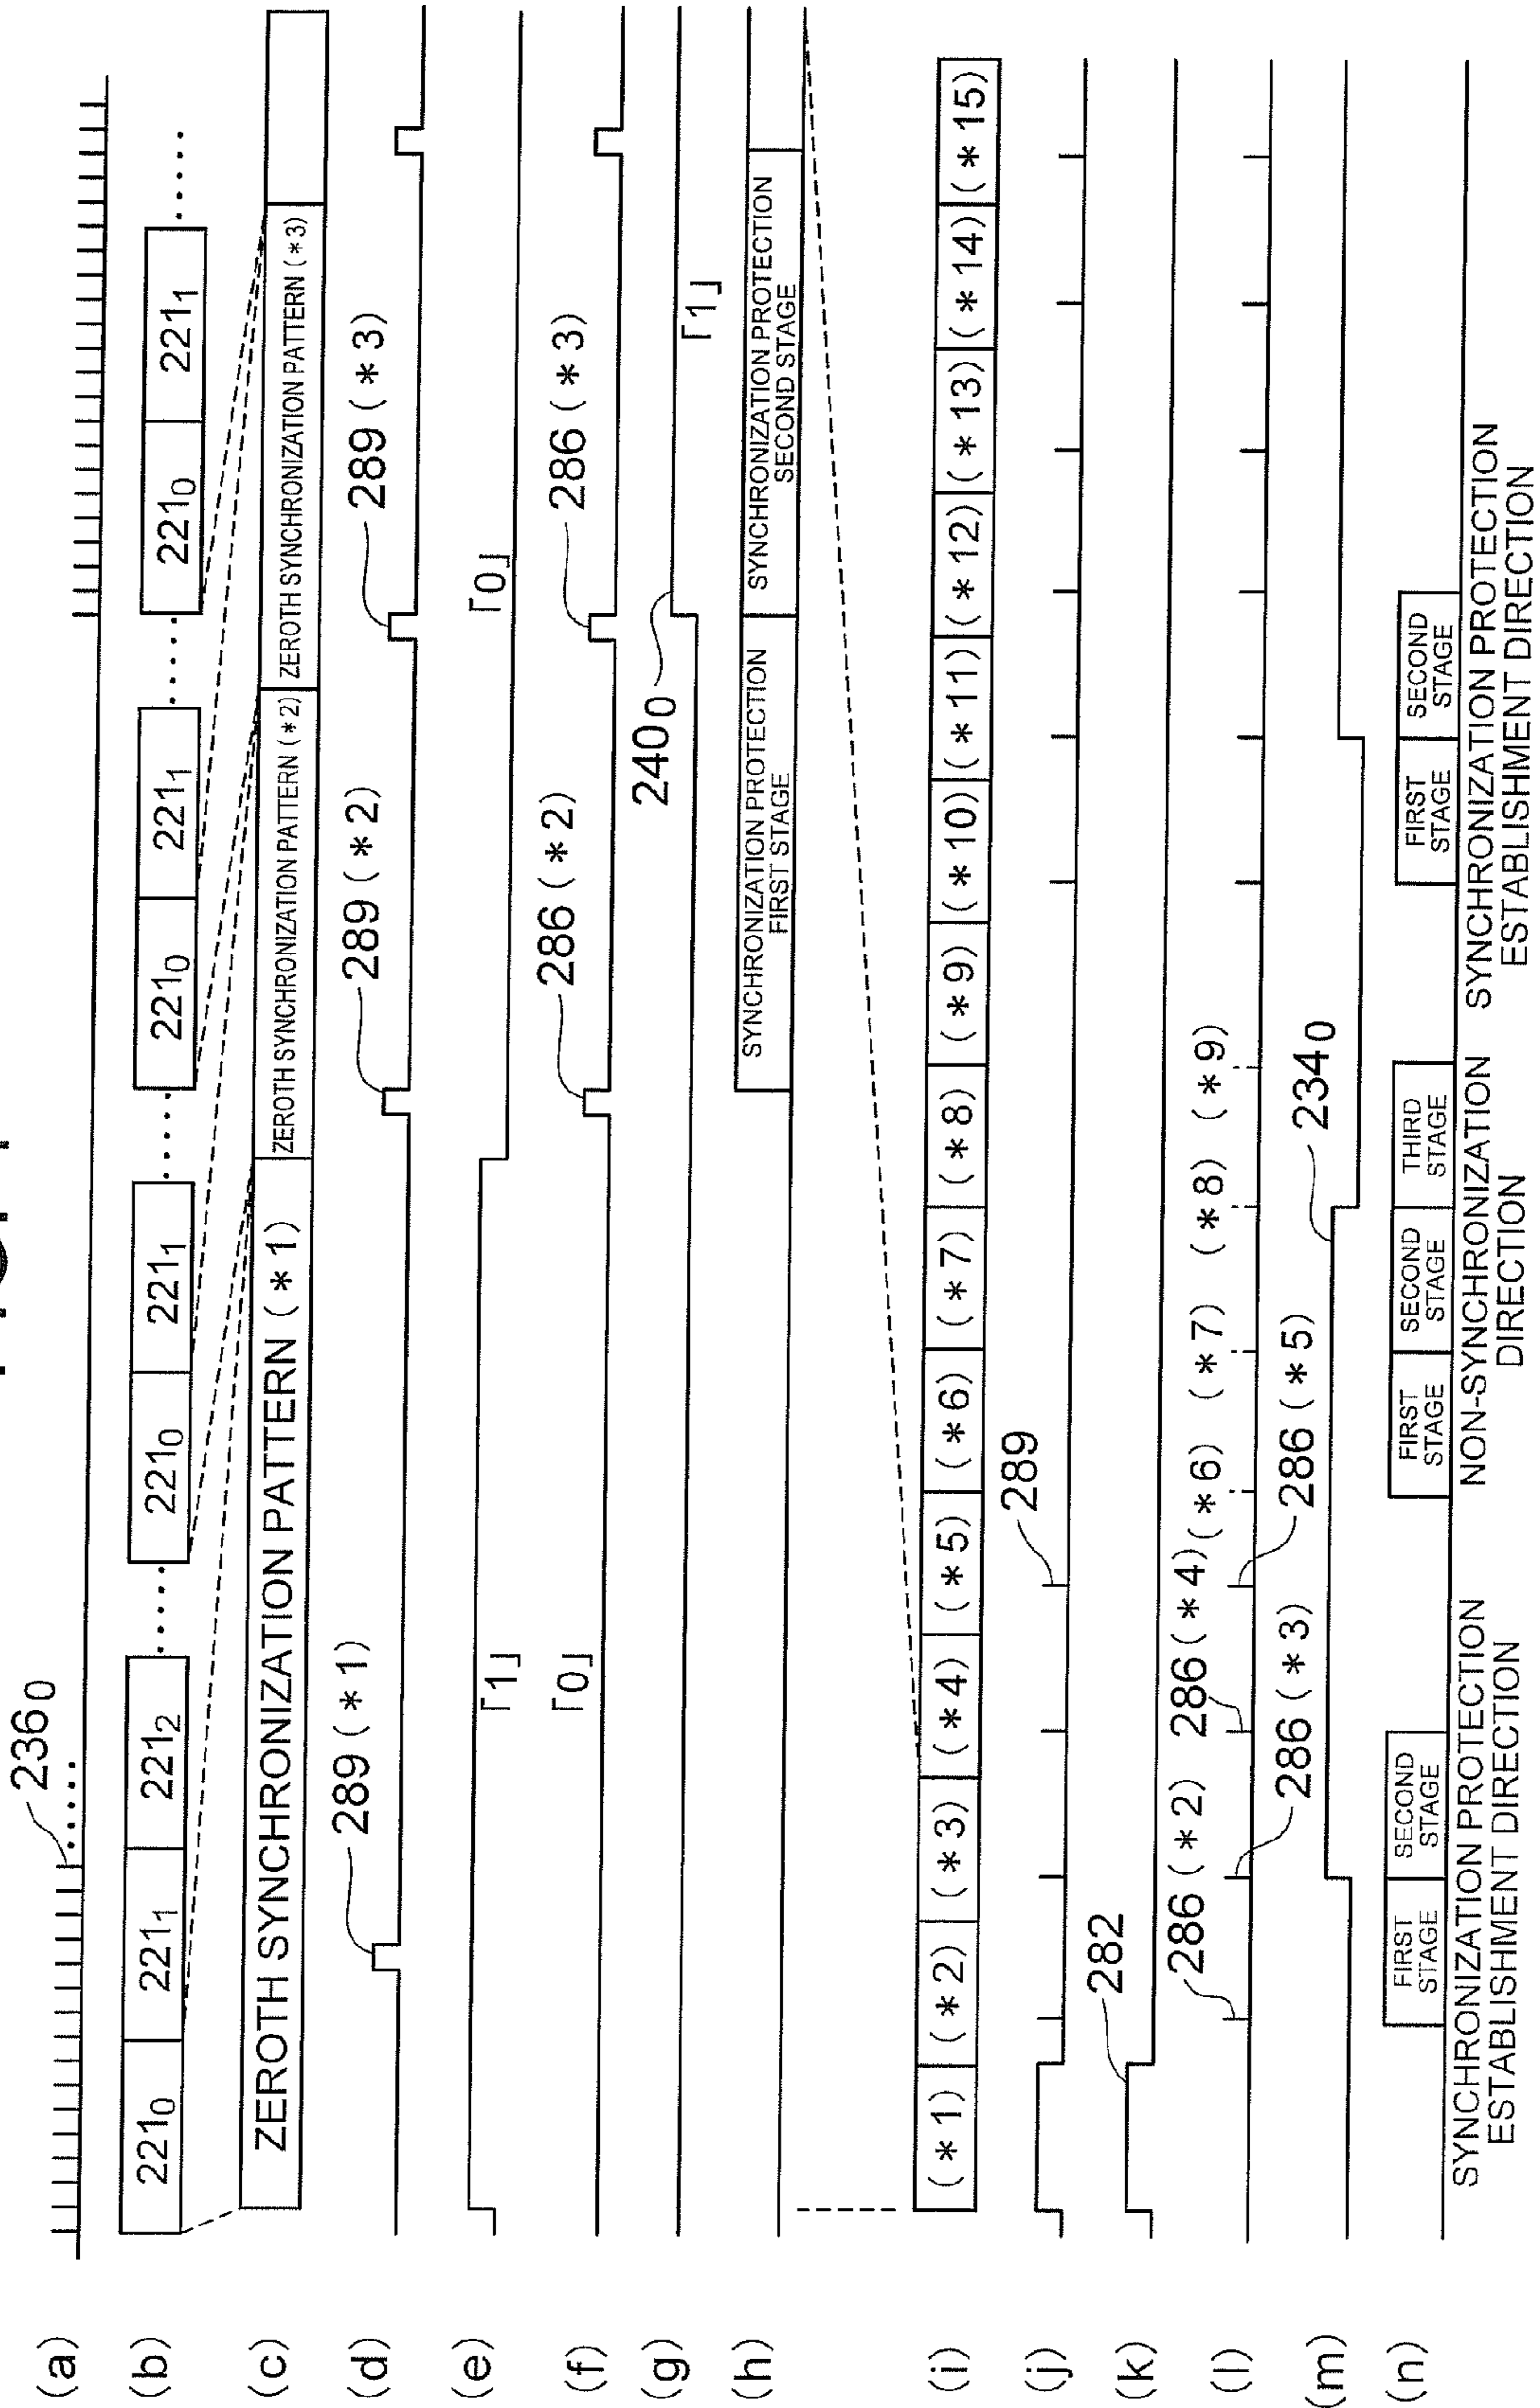 (a)
236₀
(b)
221₀ 221₁ 221₂ ····· 221₀ 221₁ ····· 221₀ 221₁ ····· 221₀ 221₁ ·····
(c)
ZEROTH SYNCHRONIZATION PATTERN (*1)
ZEROTH SYNCHRONIZATION PATTERN (*2)
ZEROTH SYNCHRONIZATION PATTERN (*3)
(d)
289 (*1)
289 (*2)
289 (*3)
(e)
「1」
「0」
(f)
「0」
286 (*2)
286 (*3)
(g)
240₀
「1」
(h)
SYNCHRONIZATION PROTECTION
FIRST STAGE
SYNCHRONIZATION PROTECTION
SECOND STAGE
(i)
(*1) (*2) (*3) (*4) (*5) (*6) (*7) (*8) (*9) (*10) (*11) (*12) (*13) (*14) (*15)
(j)
289
(k)
282
(l)
286 (*2) 286 (*4) (*6) (*7) (*8) (*9)
286 (*3)
286 (*5)
(m)
234₀
(n)
FIRST
STAGE
SECOND
STAGE
FIRST
STAGE
SECOND
STAGE
THIRD
STAGE
FIRST
STAGE
SECOND
STAGE
SYNCHRONIZATION PROTECTION
ESTABLISHMENT DIRECTION
NON-SYNCHRONIZATION
DIRECTION
SYNCHRONIZATION PROTECTION
ESTABLISHMENT DIRECTION